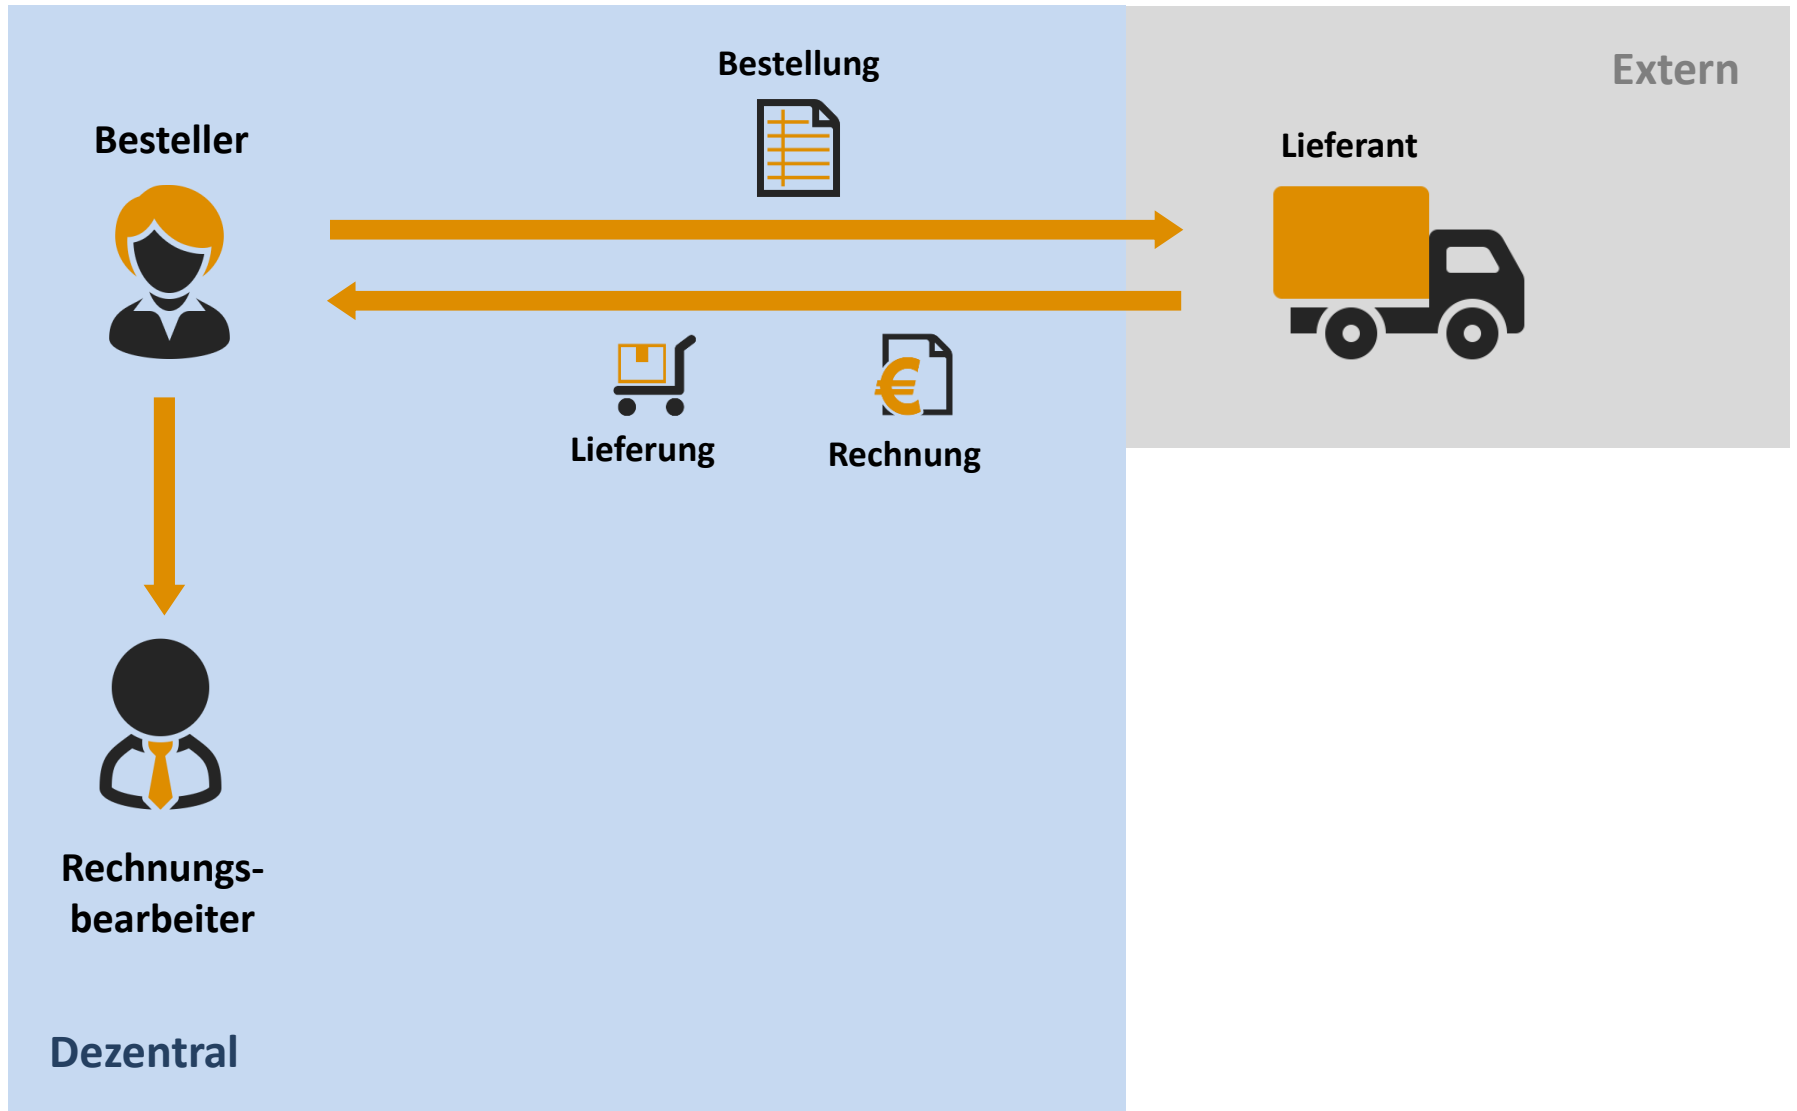 Bestellung
Extern
Besteller
Lieferant
Lieferung
Rechnung
Rechnungs-
bearbeiter
Dezentral